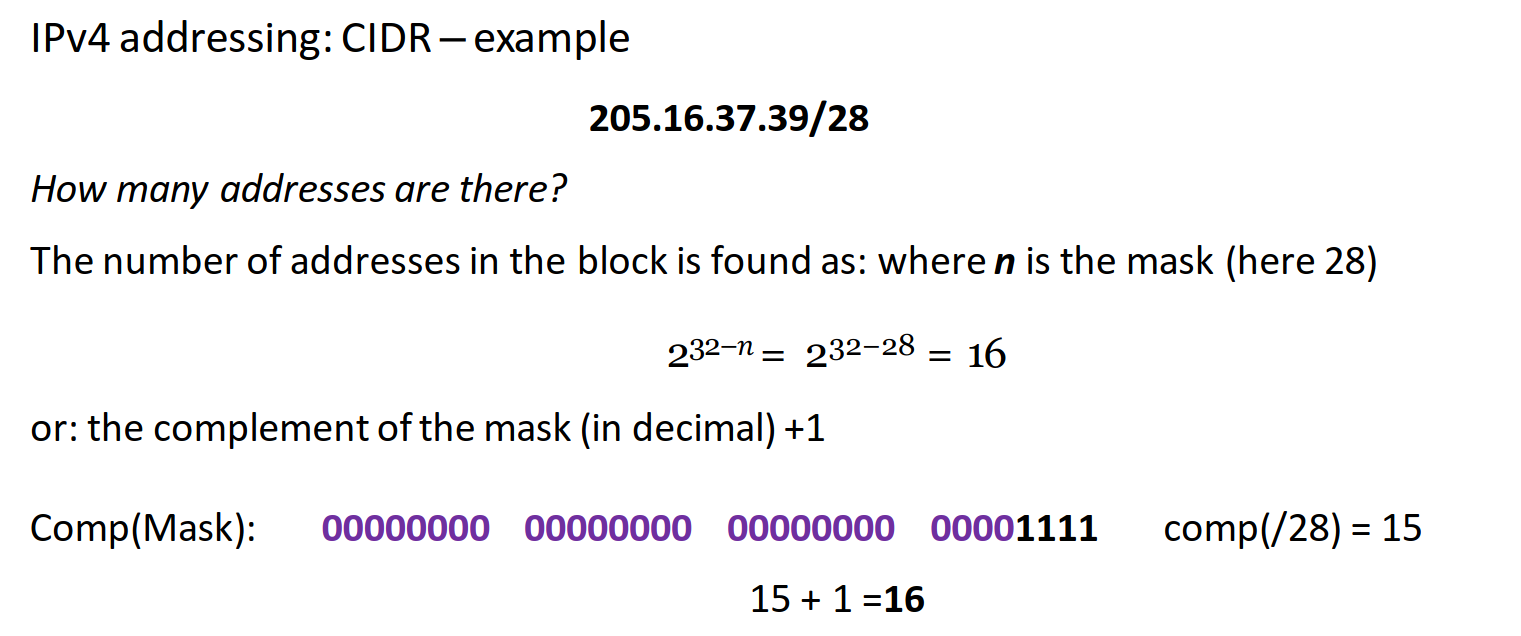 IPv4 addressing: CIDR – example
205.16.37.39/28
How many addresses are there?
The number of addresses in the block is found as: where n is the mask (here 28)
2^{32−n} = 2^{32−28} = 16
or: the complement of the mask (in decimal) +1
Comp(Mask): 00000000 00000000 00000000 00001111 comp(/28) = 15
15 + 1 =16